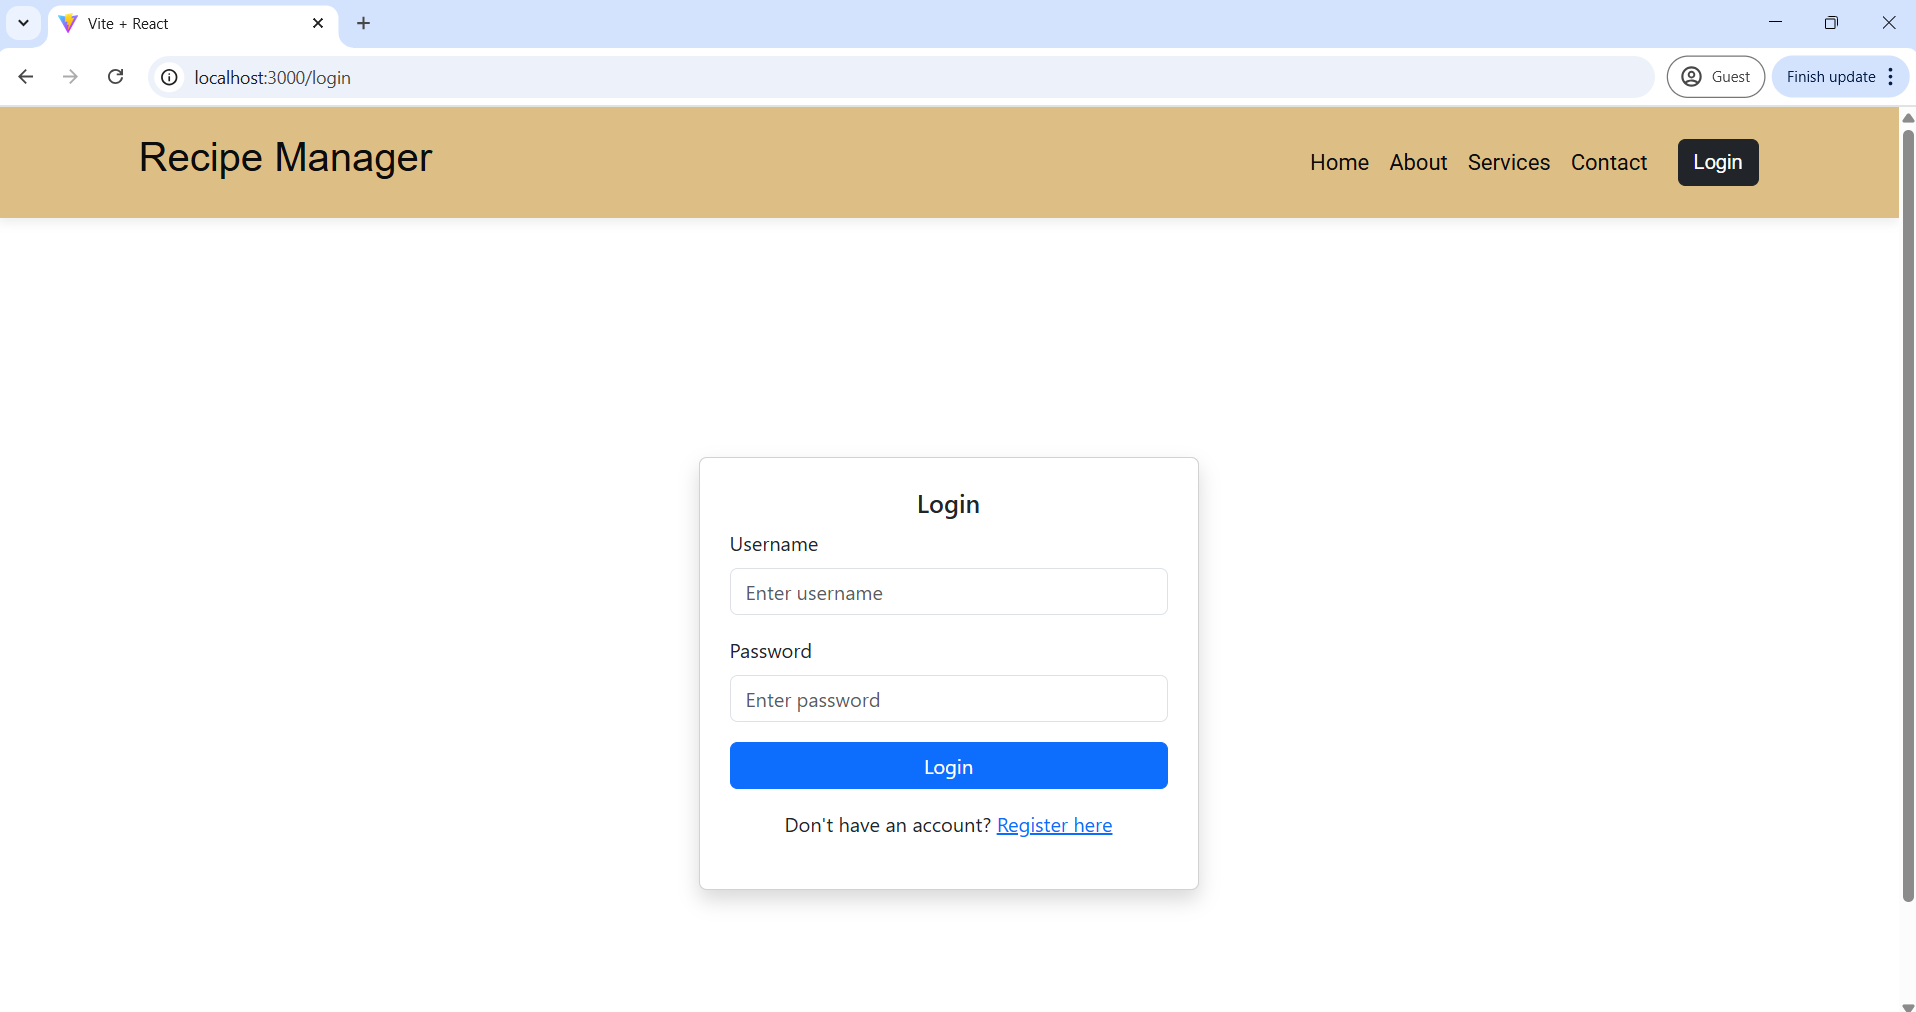 Vite + React
localhost:3000/login
Guest
Finish update
Recipe Manager
Home About Services Contact Login
Login
Username
Enter username
Password
Enter password
Login
Don't have an account? Register here